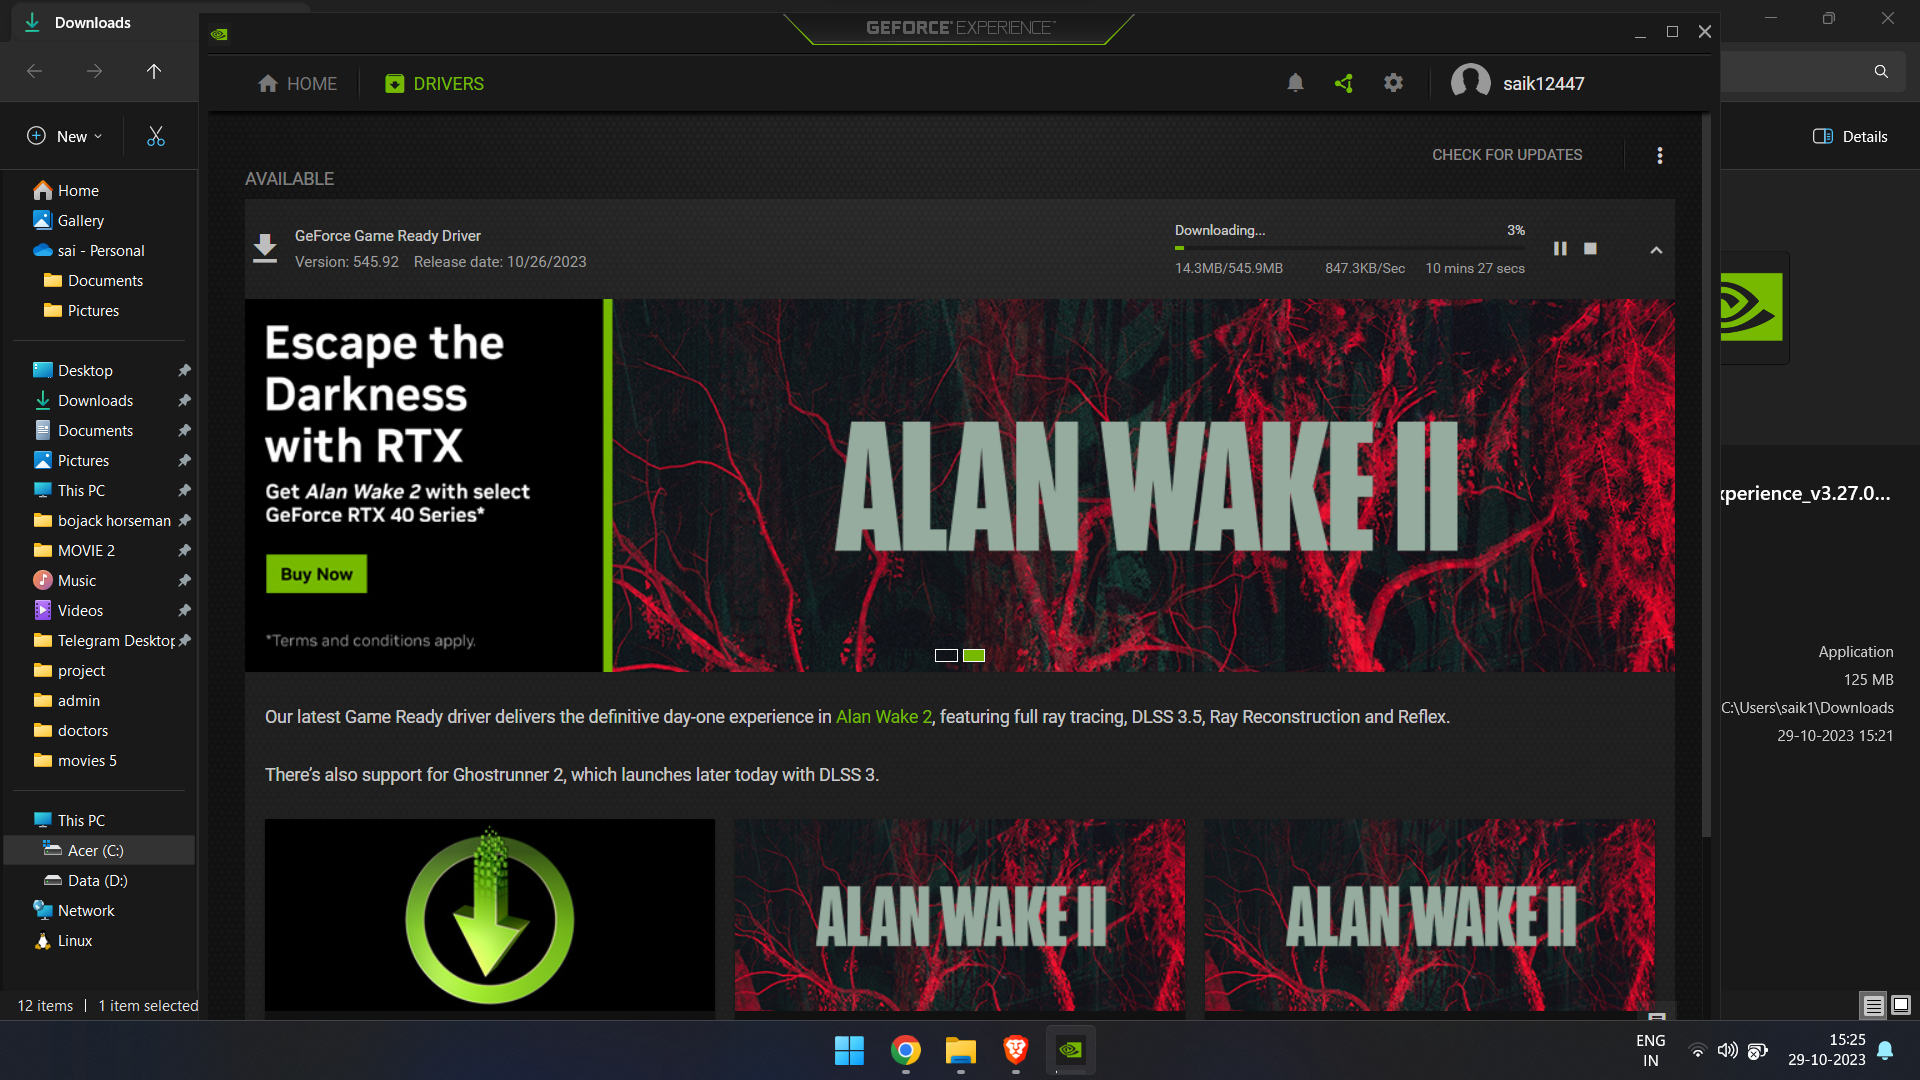 Downloads
GEFORCE EXPERIENCE
HOME
DRIVERS
saik12447
New
Details
CHECK FOR UPDATES
AVAILABLE
GeForce Game Ready Driver
Version: 545.92 Release date: 10/26/2023
Downloading... 3%
14.3MB/545.9MB 847.3KB/Sec 10 mins 27 secs
Home
Gallery
sai - Personal
Documents
Pictures
Desktop
Downloads
Documents
Pictures
This PC
bojack horseman
MOVIE 2
Music
Videos
Telegram Desktop
project
admin
doctors
movies 5
This PC
Acer (C:)
Data (D:)
Network
Linux
12 items | 1 item selected
Escape the
Darkness
with RTX
Get Alan Wake 2 with select
GeForce RTX 40 Series*
Buy Now
*Terms and conditions apply.
ALAN WAKE II
Our latest Game Ready driver delivers the definitive day-one experience in Alan Wake 2, featuring full ray tracing, DLSS 3.5, Ray Reconstruction and Reflex.
There’s also support for Ghostrunner 2, which launches later today with DLSS 3.
ALAN WAKE II
ALAN WAKE II
xperience_v3.27.0...
Application
125 MB
C:\Users\saik1\Downloads
29-10-2023 15:21
ENG
IN
15:25
29-10-2023